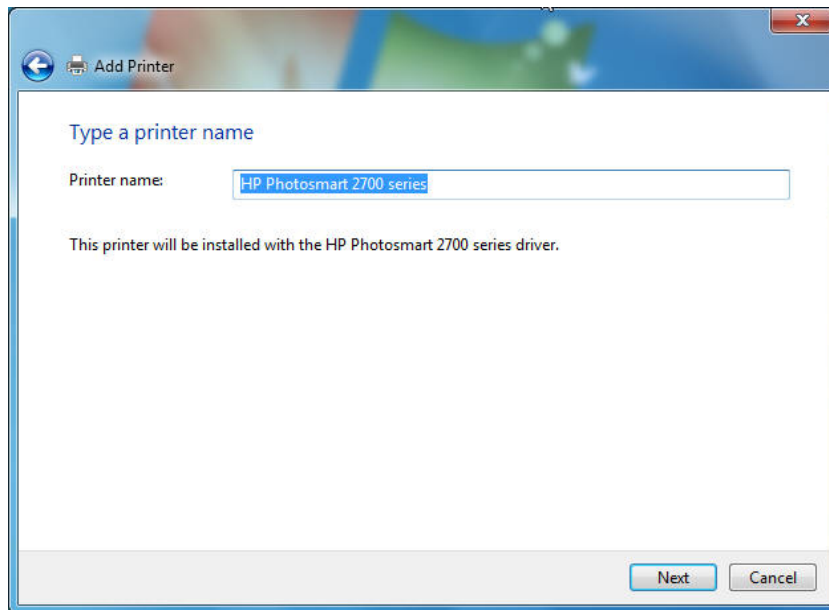 Add Printer
Type a printer name
Printer name: HP Photosmart 2700 series
This printer will be installed with the HP Photosmart 2700 series driver.
Next Cancel